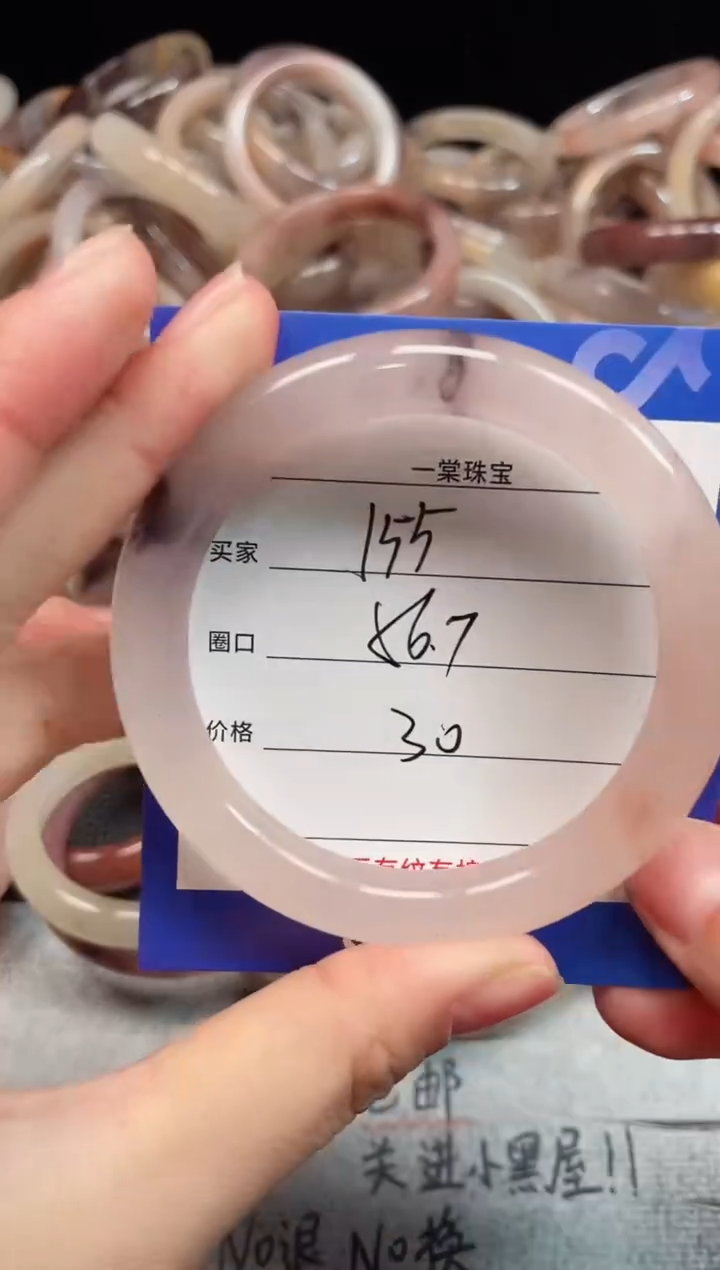 一棠珠宝
买家 155
圈口 56.7
价格 30
邮
关进小黑屋!!
No退 No换